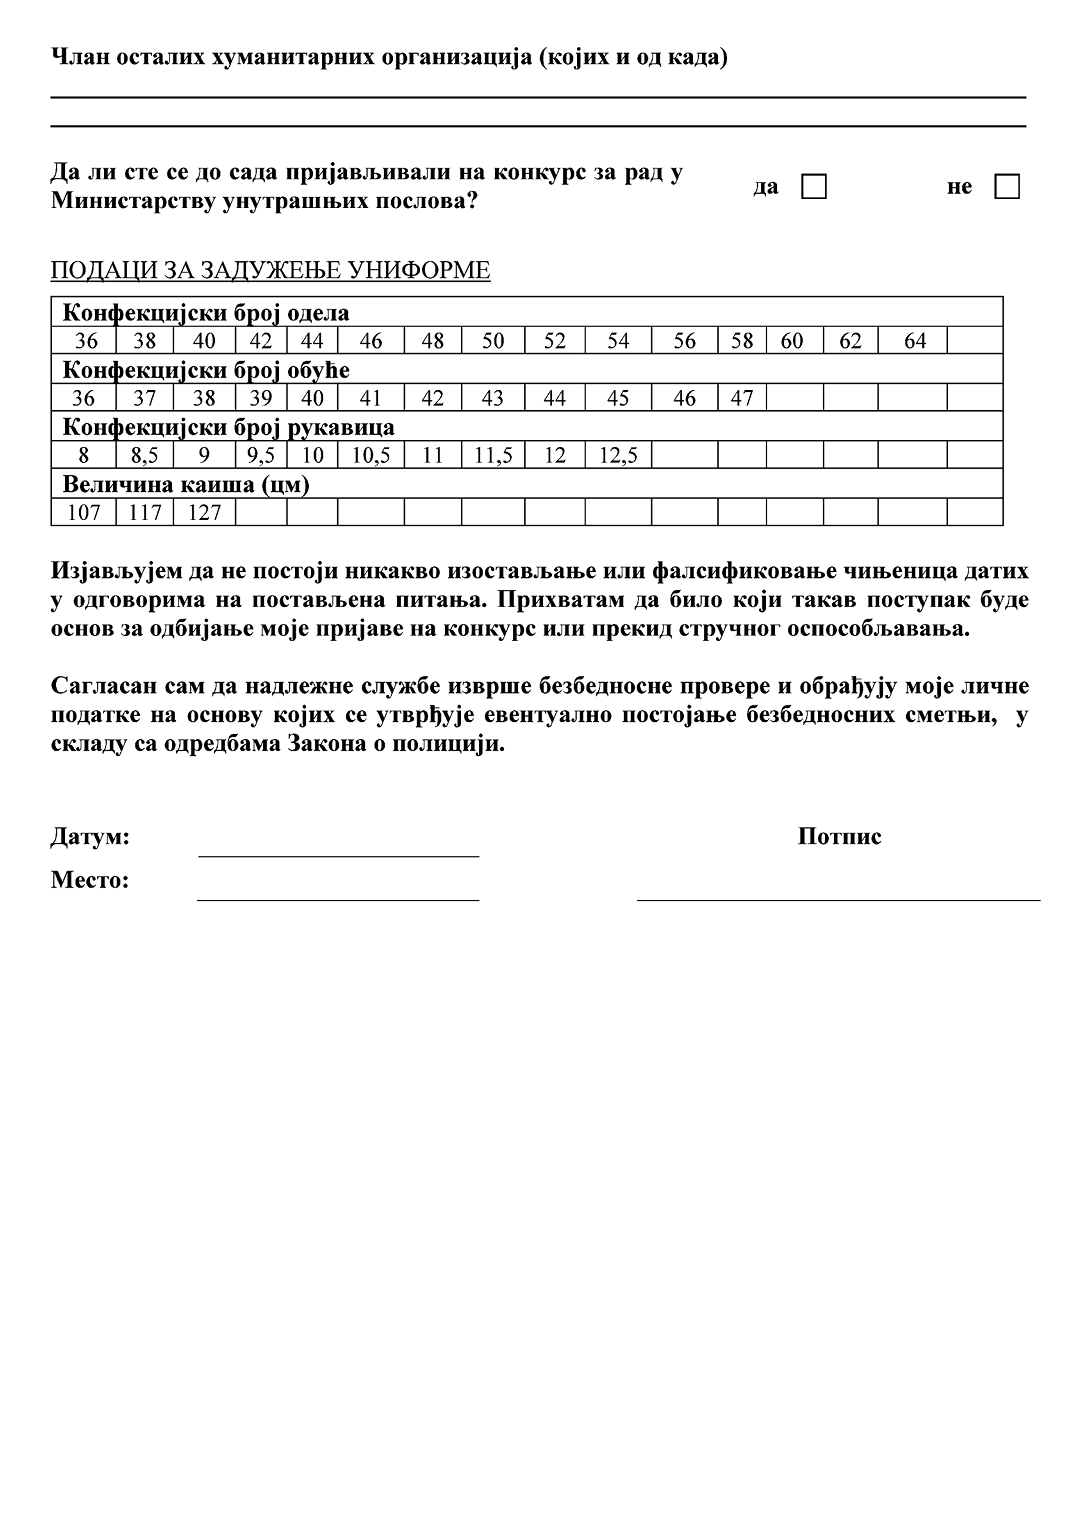 Члан осталих хуманитарних организација (којих и од када)
Да ли сте се до сада пријављивали на конкурс за рад у
Министарству унутрашњих послова?
да
не
ПОДАЦИ ЗА ЗАДУЖЕЊЕ УНИФОРМЕ
Конфекцијски број одела
36 38 40 42 44 46 48 50 52 54 56 58 60 62 64
Конфекцијски број обуће
36 37 38 39 40 41 42 43 44 45 46 47
Конфекцијски број рукавица
8 8,5 9 9,5 10 10,5 11 11,5 12 12,5
Величина каиша (цм)
107 117 127
Изјављујем да не постоји никакво изостављање или фалсификовање чињеница датих
у одговорима на постављена питања. Прихватам да било који такав поступак буде
основ за одбијање моје пријаве на конкурс или прекид стручног оспособљавања.
Сагласан сам да надлежне службе изврше безбедносне провере и обрађују моје личне
податке на основу којих се утврђује евентуално постојање безбедносних сметњи, у
складу са одредбама Закона о полицији.
Датум:
Потпис
Место: